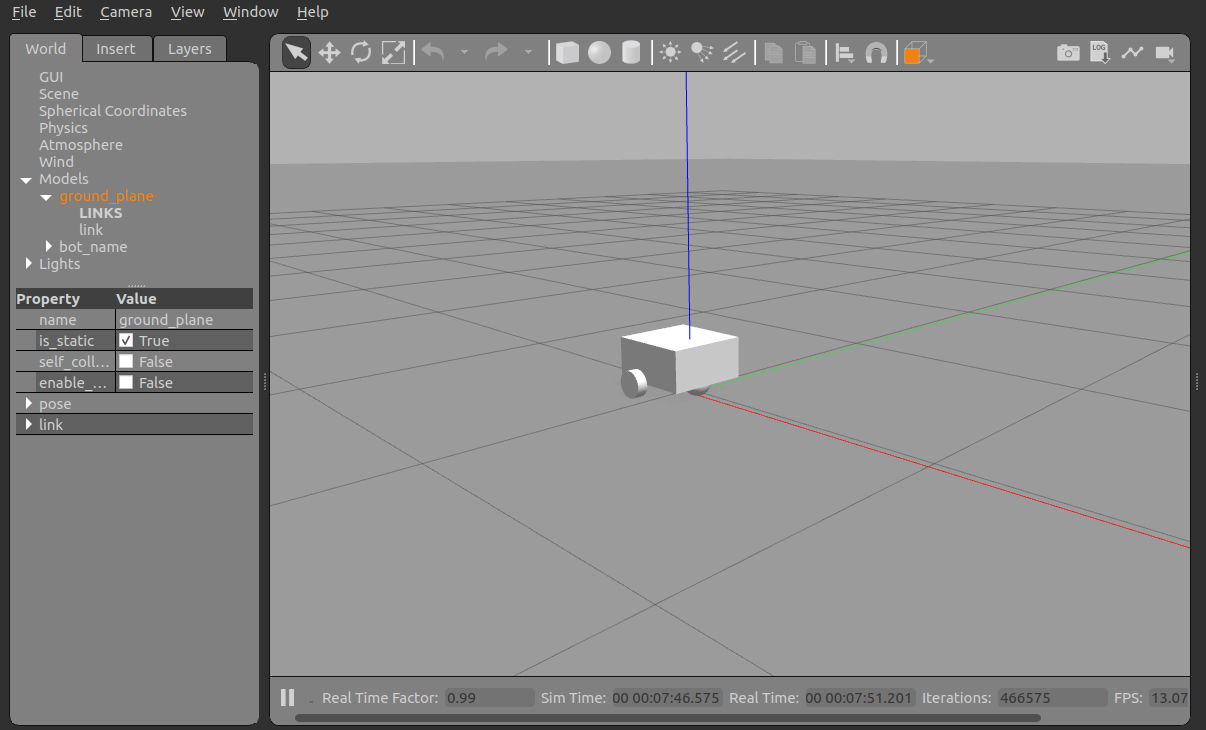 File Edit Camera View Window Help
World Insert Layers
LOG
GUI
Scene
Spherical Coordinates
Physics
Atmosphere
Wind
Models
ground_plane
LINKS
link
bot_name
Lights
Property Value
name ground_plane
is_static True
self_coll... False
enable_... False
pose
link
Real Time Factor: 0.99 Sim Time: 00 00:07:46.575 Real Time: 00 00:07:51.201 Iterations: 466575 FPS: 13.07